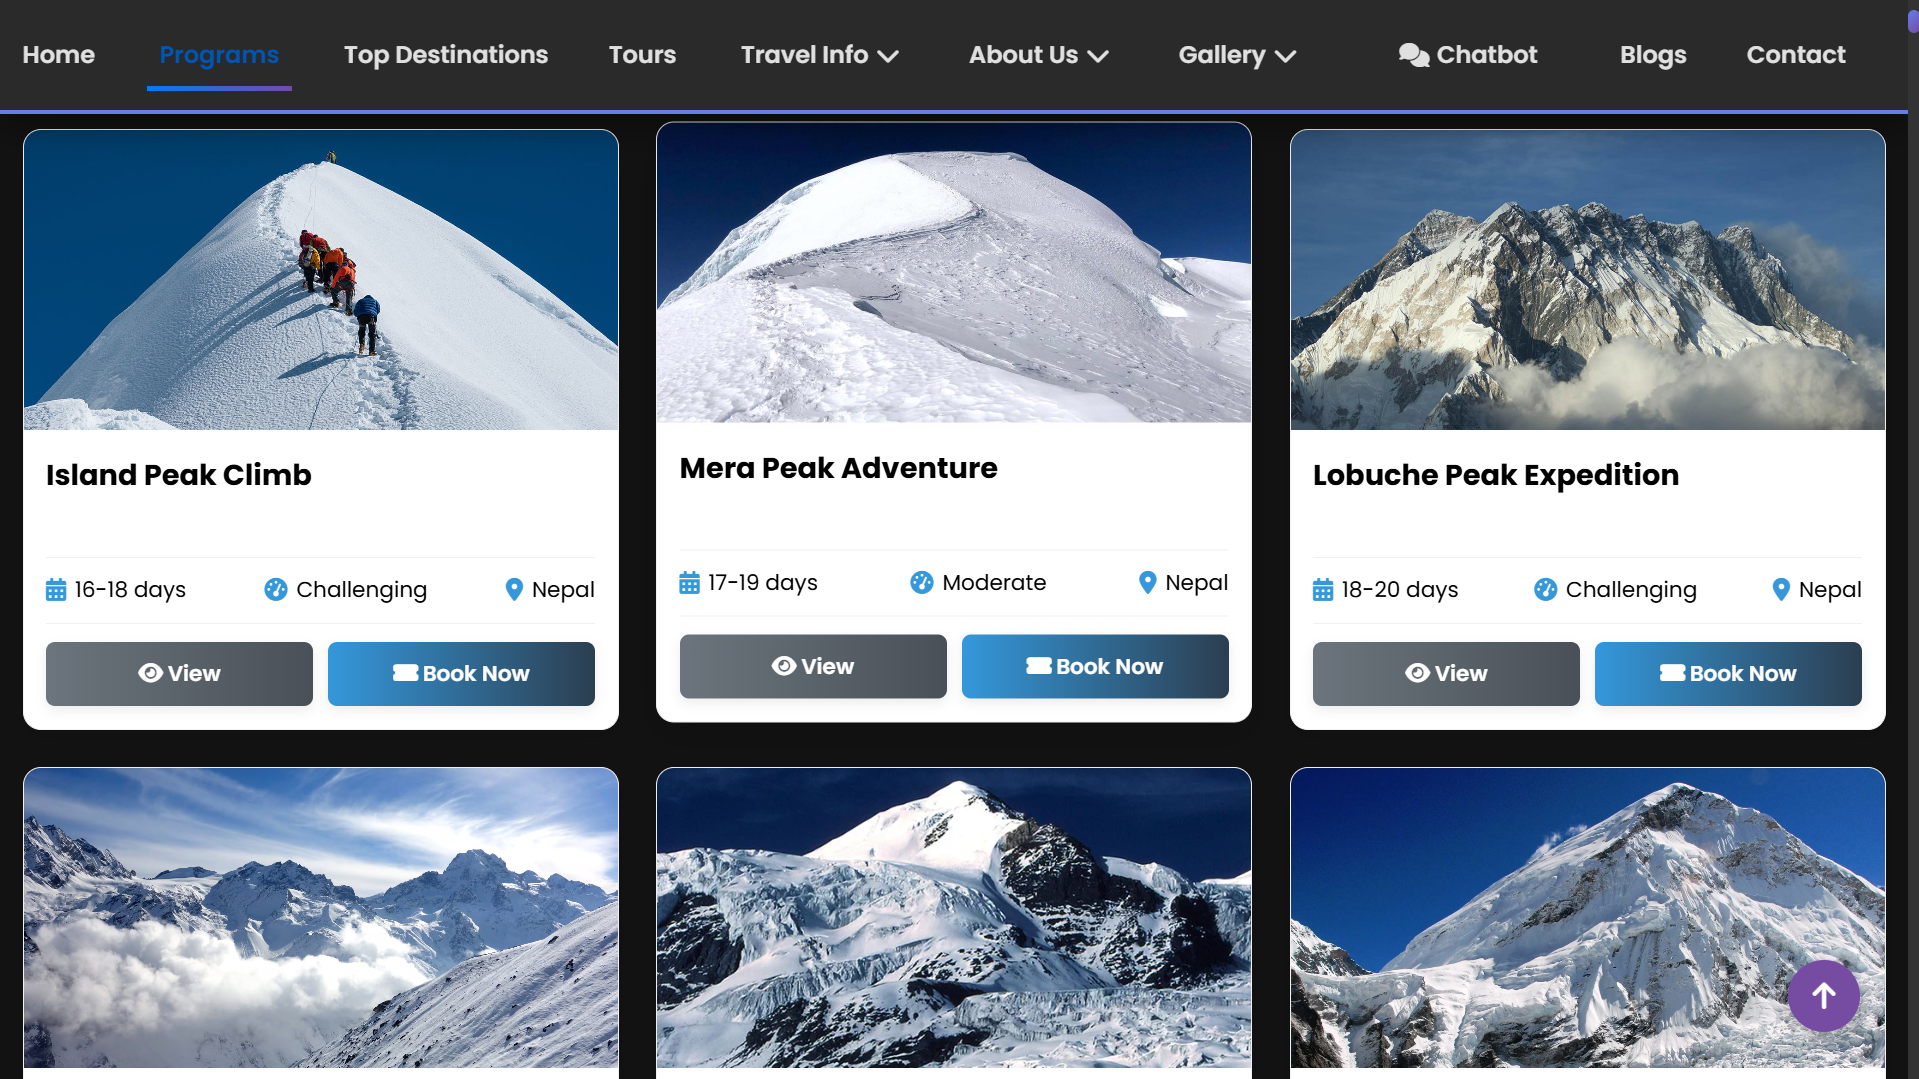 Home Programs Top Destinations Tours Travel Info About Us Gallery Chatbot Blogs Contact
Island Peak Climb
16-18 days Challenging Nepal
View Book Now
Mera Peak Adventure
17-19 days Moderate Nepal
View Book Now
Lobuche Peak Expedition
18-20 days Challenging Nepal
View Book Now